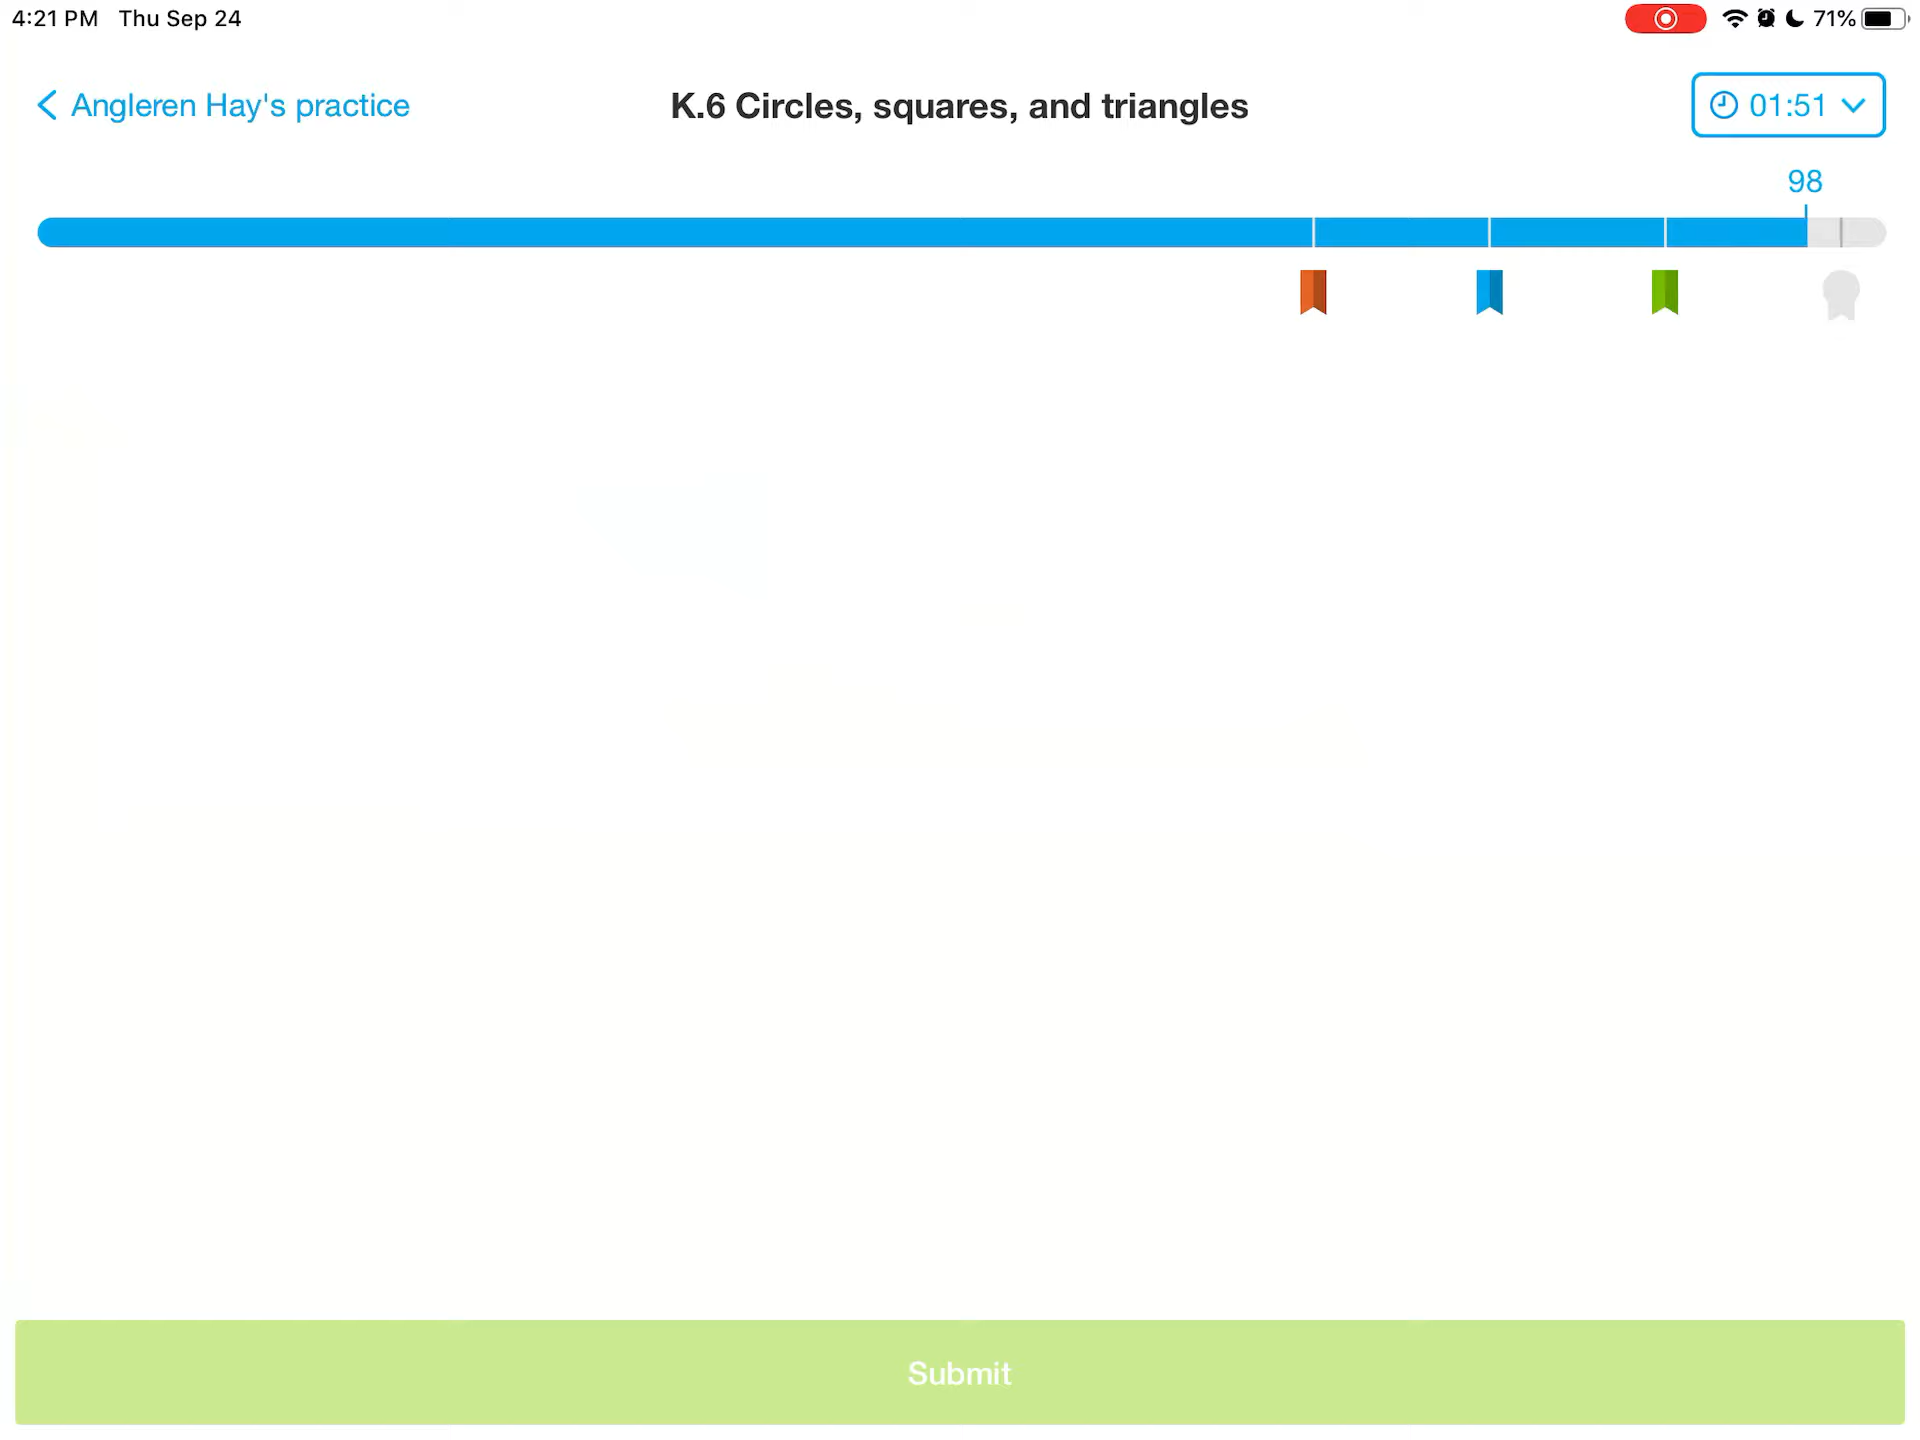 4:21 PM Thu Sep 24
71%
Angleren Hay's practice
K.6 Circles, squares, and triangles
01:51
98
Submit